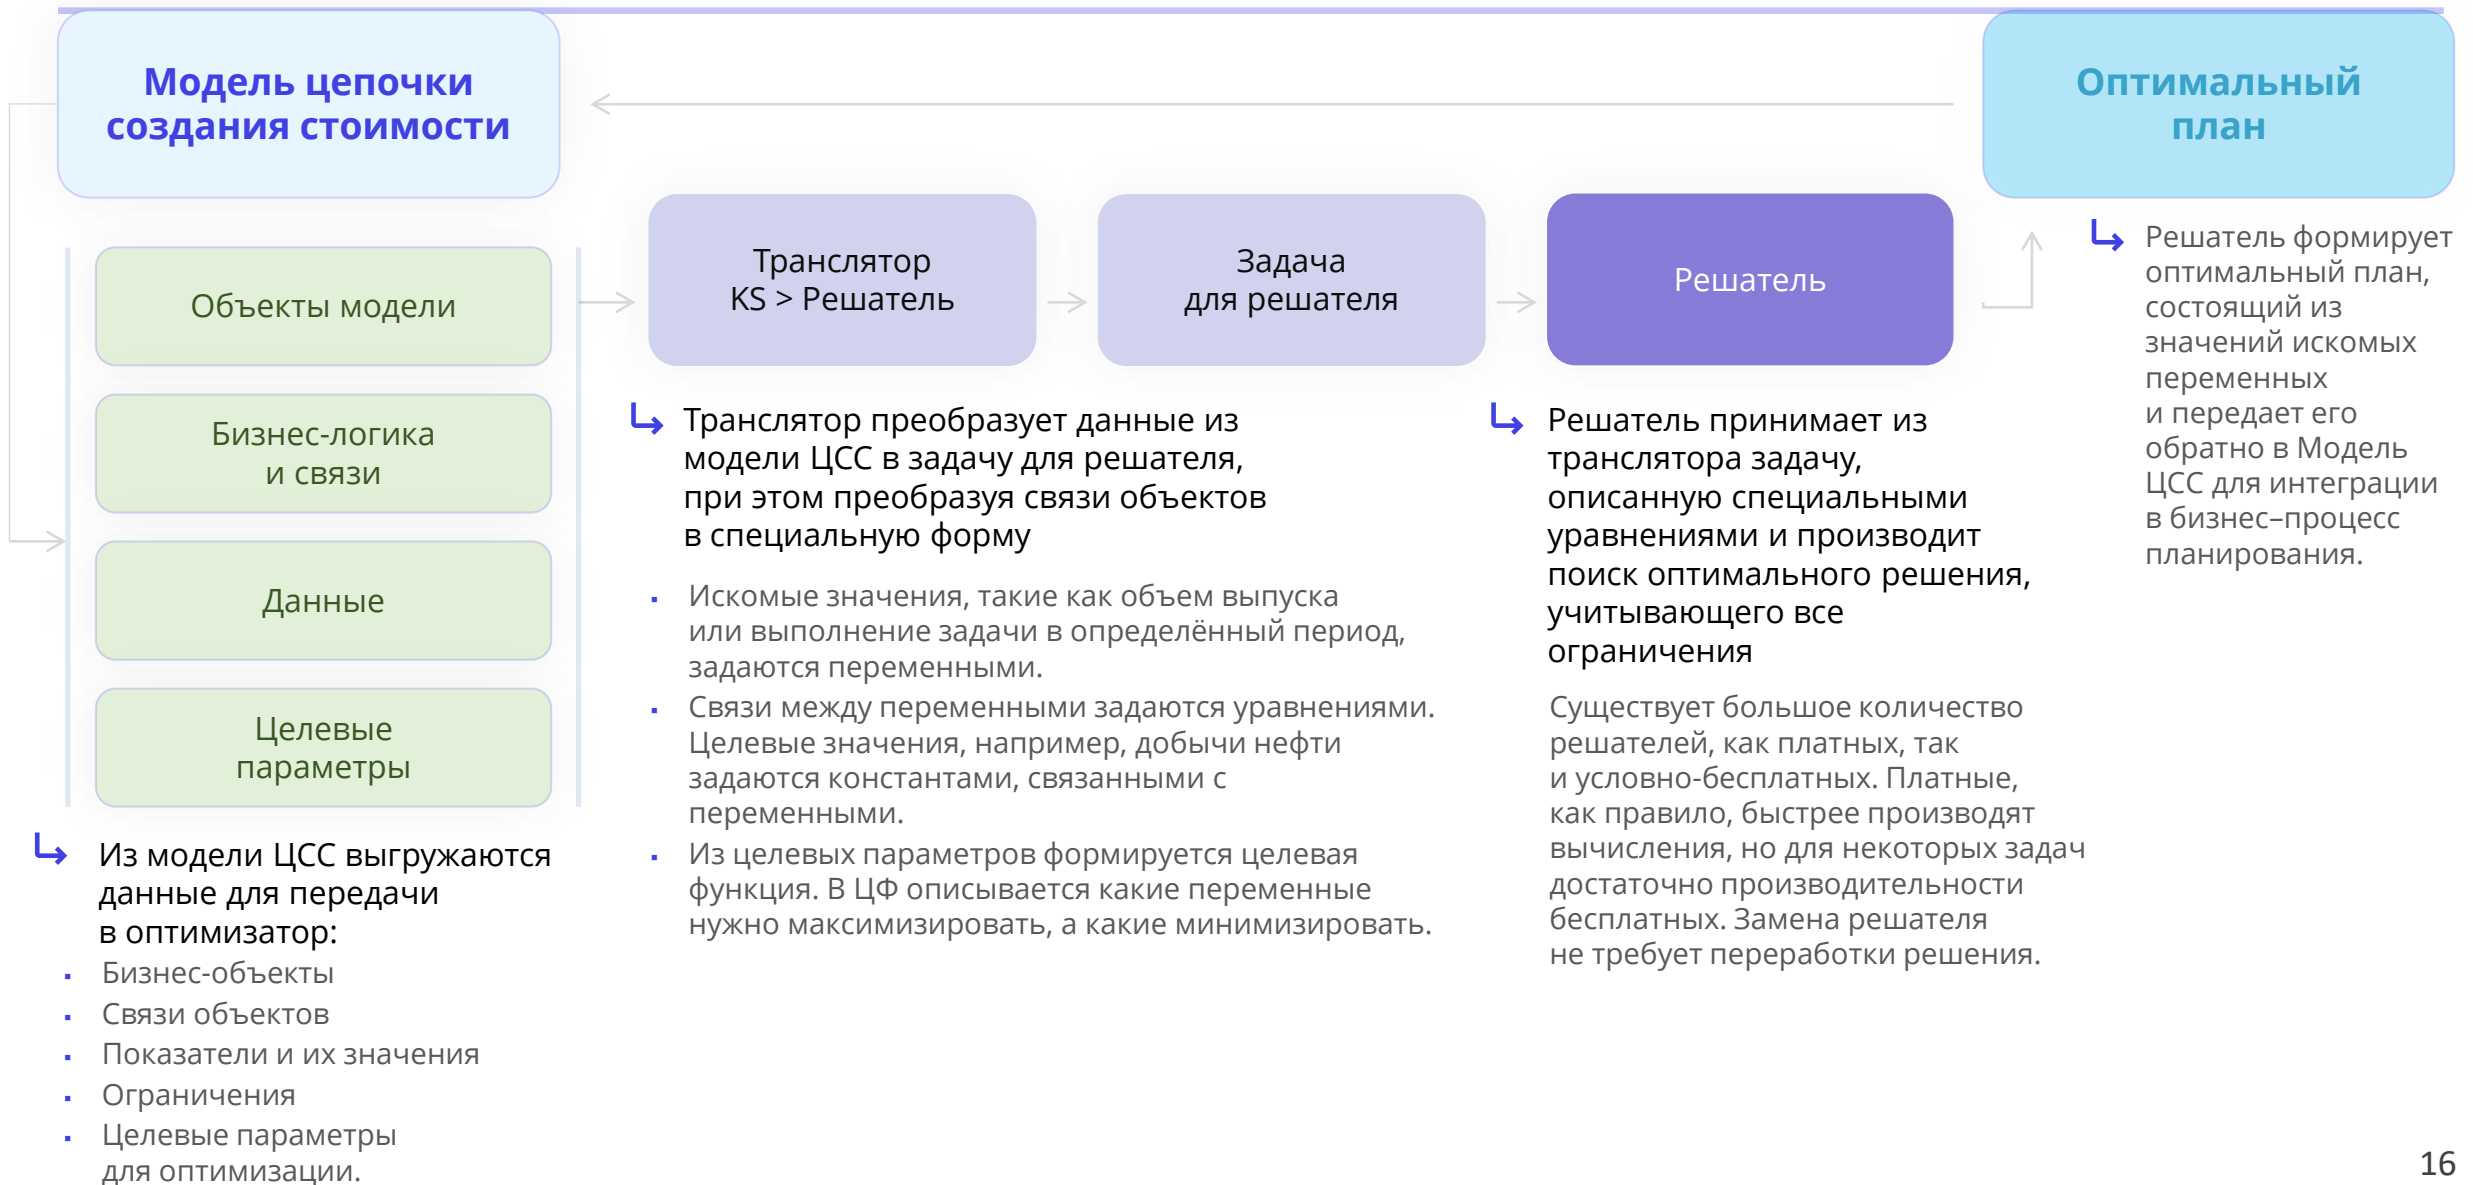 Модель цепочки
создания стоимости
Оптимальный
план
Объекты модели
Бизнес-логика
и связи
Данные
Целевые
параметры
Из модели ЦСС выгружаются
данные для передачи
в оптимизатор:
Бизнес-объекты
Связи объектов
Показатели и их значения
Ограничения
Целевые параметры
для оптимизации.
Транслятор
KS > Решатель
Задача
для решателя
Транслятор преобразует данные из
модели ЦСС в задачу для решателя,
при этом преобразуя связи объектов
в специальную форму
Искомые значения, такие как объем выпуска
или выполнение задачи в определённый период,
задаются переменными.
Связи между переменными задаются уравнениями.
Целевые значения, например, добычи нефти
задаются константами, связанными с
переменными.
Из целевых параметров формируется целевая
функция. В ЦФ описывается какие переменные
нужно максимизировать, а какие минимизировать.
Решатель
Решатель принимает из
транслятора задачу,
описанную специальными
уравнениями и производит
поиск оптимального решения,
учитывающего все
ограничения
Существует большое количество
решателей, как платных, так
и условно-бесплатных. Платные,
как правило, быстрее производят
вычисления, но для некоторых задач
достаточно производительности
бесплатных. Замена решателя
не требует переработки решения.
Решатель формирует
оптимальный план,
состоящий из
значений искомых
переменных
и передает его
обратно в Модель
ЦСС для интеграции
в бизнес–процесс
планирования.
16